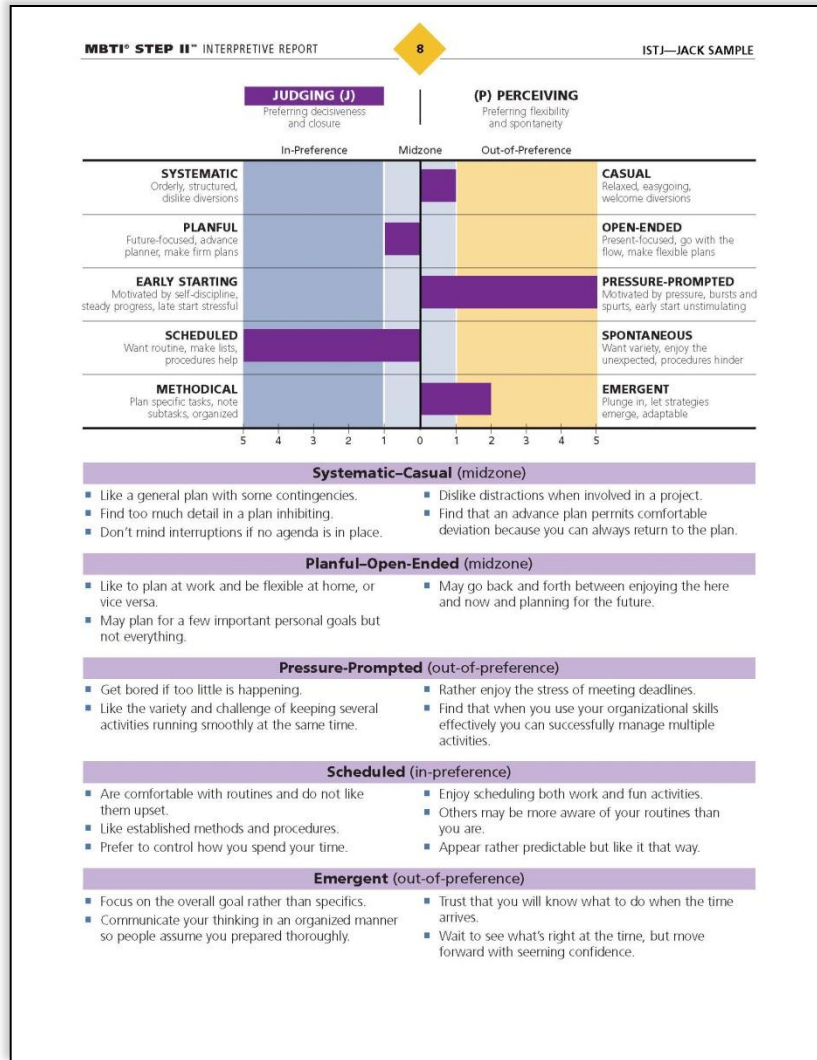 MBTI® STEP II™ INTERPRETIVE REPORT 8 ISTJ—JACK SAMPLE
JUDGING (J) (P) PERCEIVING
Preferring decisiveness Preferring flexibility
and closure and spontaneity
In-Preference Midzone Out-of-Preference
SYSTEMATIC
Orderly, structured,
dislike diversions
CASUAL
Relaxed, easygoing,
welcome diversions
PLANFUL
Future-focused, advance
planner, make firm plans
OPEN-ENDED
Present-focused, go with the
flow, make flexible plans
EARLY STARTING
Motivated by self-discipline,
steady progress, late start stressful
PRESSURE-PROMPTED
Motivated by pressure, bursts and
spurts, early start unstimulating
SCHEDULED
Want routine, make lists,
procedures help
SPONTANEOUS
Want variety, enjoy the
unexpected, procedures hinder
METHODICAL
Plan specific tasks, note
subtasks, organized
EMERGENT
Plunge in, let strategies
emerge, adaptable
5 4 3 2 1 0 1 2 3 4 5
Systematic–Casual (midzone)
▪ Like a general plan with some contingencies.
▪ Find too much detail in a plan inhibiting.
▪ Don't mind interruptions if no agenda is in place.
▪ Dislike distractions when involved in a project.
▪ Find that an advance plan permits comfortable
deviation because you can always return to the plan.
Planful–Open-Ended (midzone)
▪ Like to plan at work and be flexible at home, or
vice versa.
▪ May plan for a few important personal goals but
not everything.
▪ May go back and forth between enjoying the here
and now and planning for the future.
Pressure-Prompted (out-of-preference)
▪ Get bored if too little is happening.
▪ Like the variety and challenge of keeping several
activities running smoothly at the same time.
▪ Rather enjoy the stress of meeting deadlines.
▪ Find that when you use your organizational skills
effectively you can successfully manage multiple
activities.
Scheduled (in-preference)
▪ Are comfortable with routines and do not like
them upset.
▪ Like established methods and procedures.
▪ Prefer to control how you spend your time.
▪ Enjoy scheduling both work and fun activities.
▪ Others may be more aware of your routines than
you are.
▪ Appear rather predictable but like it that way.
Emergent (out-of-preference)
▪ Focus on the overall goal rather than specifics.
▪ Communicate your thinking in an organized manner
so people assume you prepared thoroughly.
▪ Trust that you will know what to do when the time
arrives.
▪ Wait to see what's right at the time, but move
forward with seeming confidence.